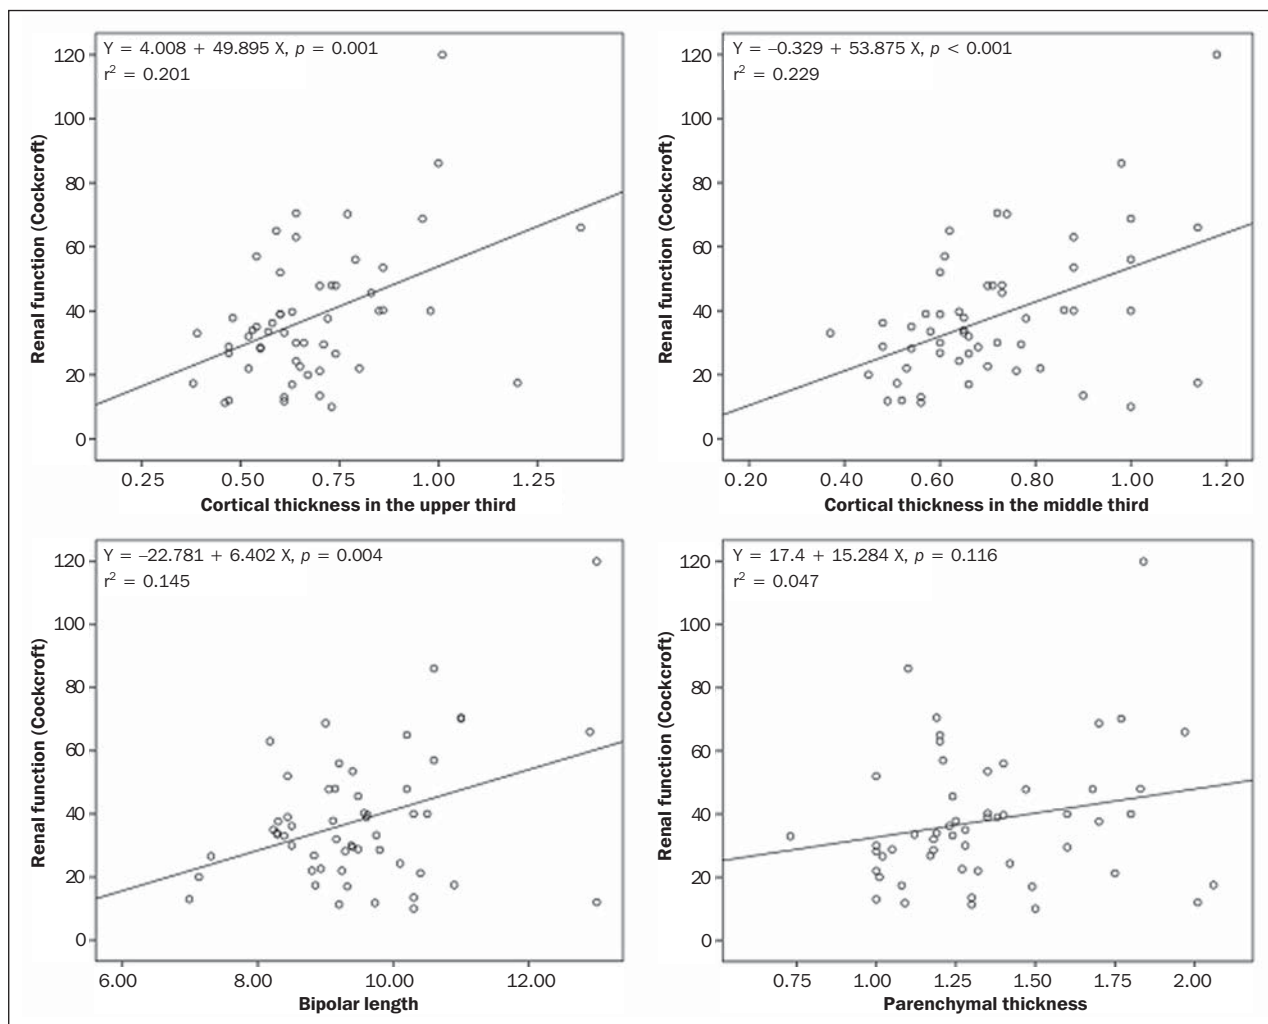 Y = 4.008 + 49.895 X, p = 0.001
r² = 0.201
Renal function (Cockcroft)
120
100
80
60
40
20
0
0.25 0.50 0.75 1.00 1.25
Cortical thickness in the upper third
Y = –0.329 + 53.875 X, p < 0.001
r² = 0.229
Renal function (Cockcroft)
120
100
80
60
40
20
0
0.20 0.40 0.60 0.80 1.00 1.20
Cortical thickness in the middle third
Y = –22.781 + 6.402 X, p = 0.004
r² = 0.145
Renal function (Cockcroft)
120
100
80
60
40
20
0
6.00 8.00 10.00 12.00
Bipolar length
Y = 17.4 + 15.284 X, p = 0.116
r² = 0.047
Renal function (Cockcroft)
120
100
80
60
40
20
0
0.75 1.00 1.25 1.50 1.75 2.00
Parenchymal thickness